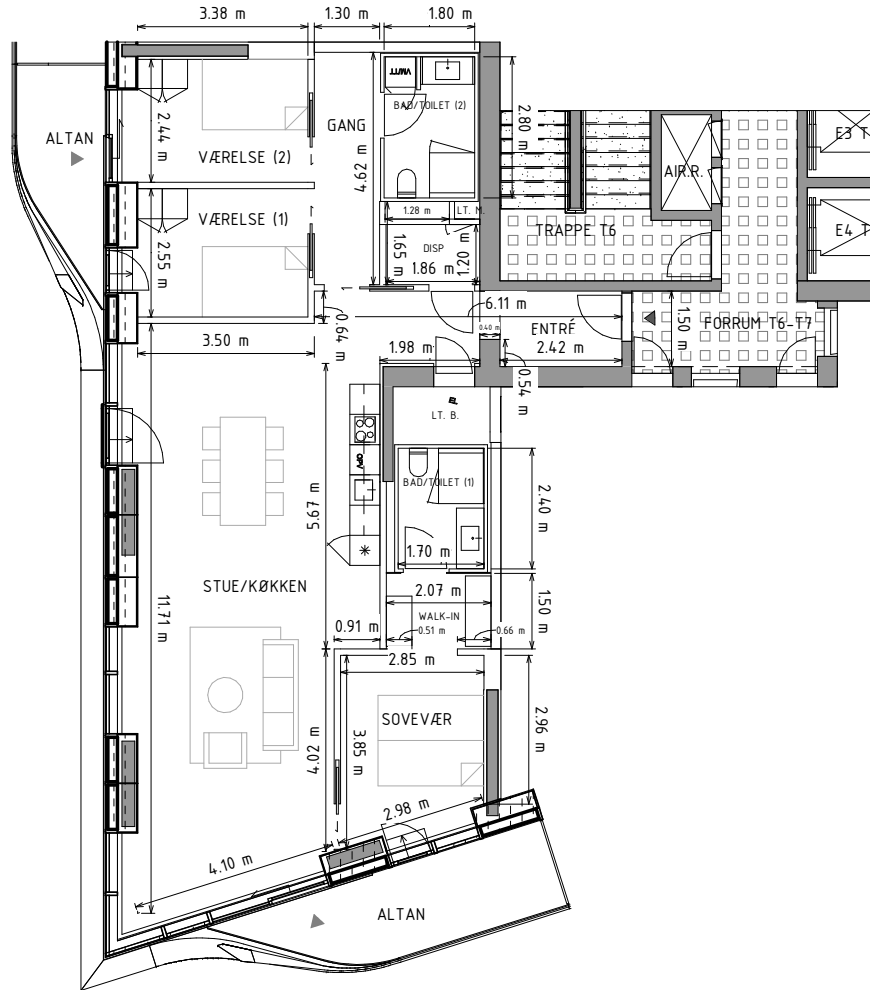 3.38 m
1.30 m
1.80 m
VM/TT
BAD/TOILET (2)
GANG
ALTAN
2.44 m
VÆRELSE (2)
4.62 m
2.80 m
AIR.R.
E3 T
VÆRELSE (1)
1.28 m
LT. M.
TRAPPE T6
E4 T
2.55 m
DISP
1.65 m
1.86 m
1.20 m
1
6.11 m
3.50 m
0.64 m
0.40 m
ENTRÉ
1.50 m
FORRUM T6-T7
1.98 m
2.42 m
0.54 m
EL
LT. B.
OPV
5.67 m
BAD/TOILET (1)
2.40 m
1.70 m
STUE/KØKKEN
11.71 m
2.07 m
1.50 m
WALK-IN
0.91 m
0.51 m
0.66 m
2.85 m
SOVEVÆR
4.02 m
3.85 m
2.96 m
2.98 m
4.10 m
ALTAN